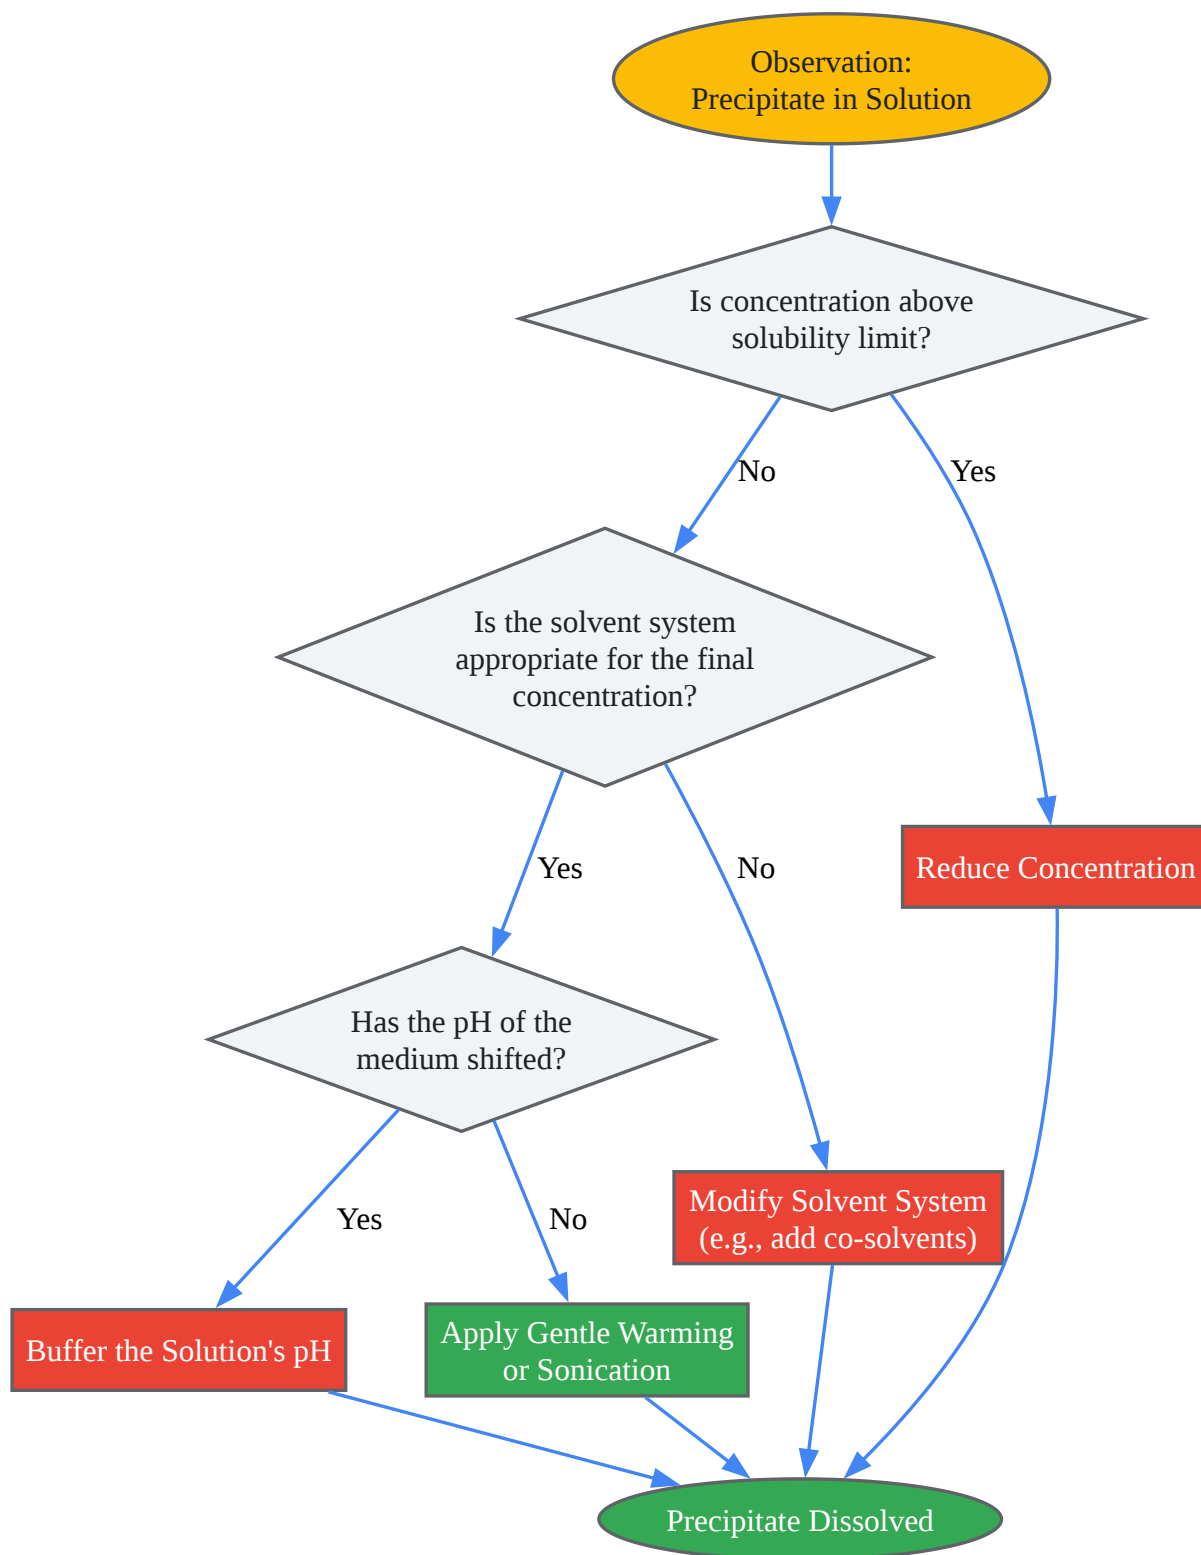 Observation:
Precipitate in Solution
Is concentration above
solubility limit?
No
Yes
Is the solvent system
appropriate for the final
concentration?
Yes
No
Reduce Concentration
Has the pH of the
medium shifted?
Yes
No
Modify Solvent System
(e.g., add co-solvents)
Buffer the Solution's pH
Apply Gentle Warming
or Sonication
Precipitate Dissolved